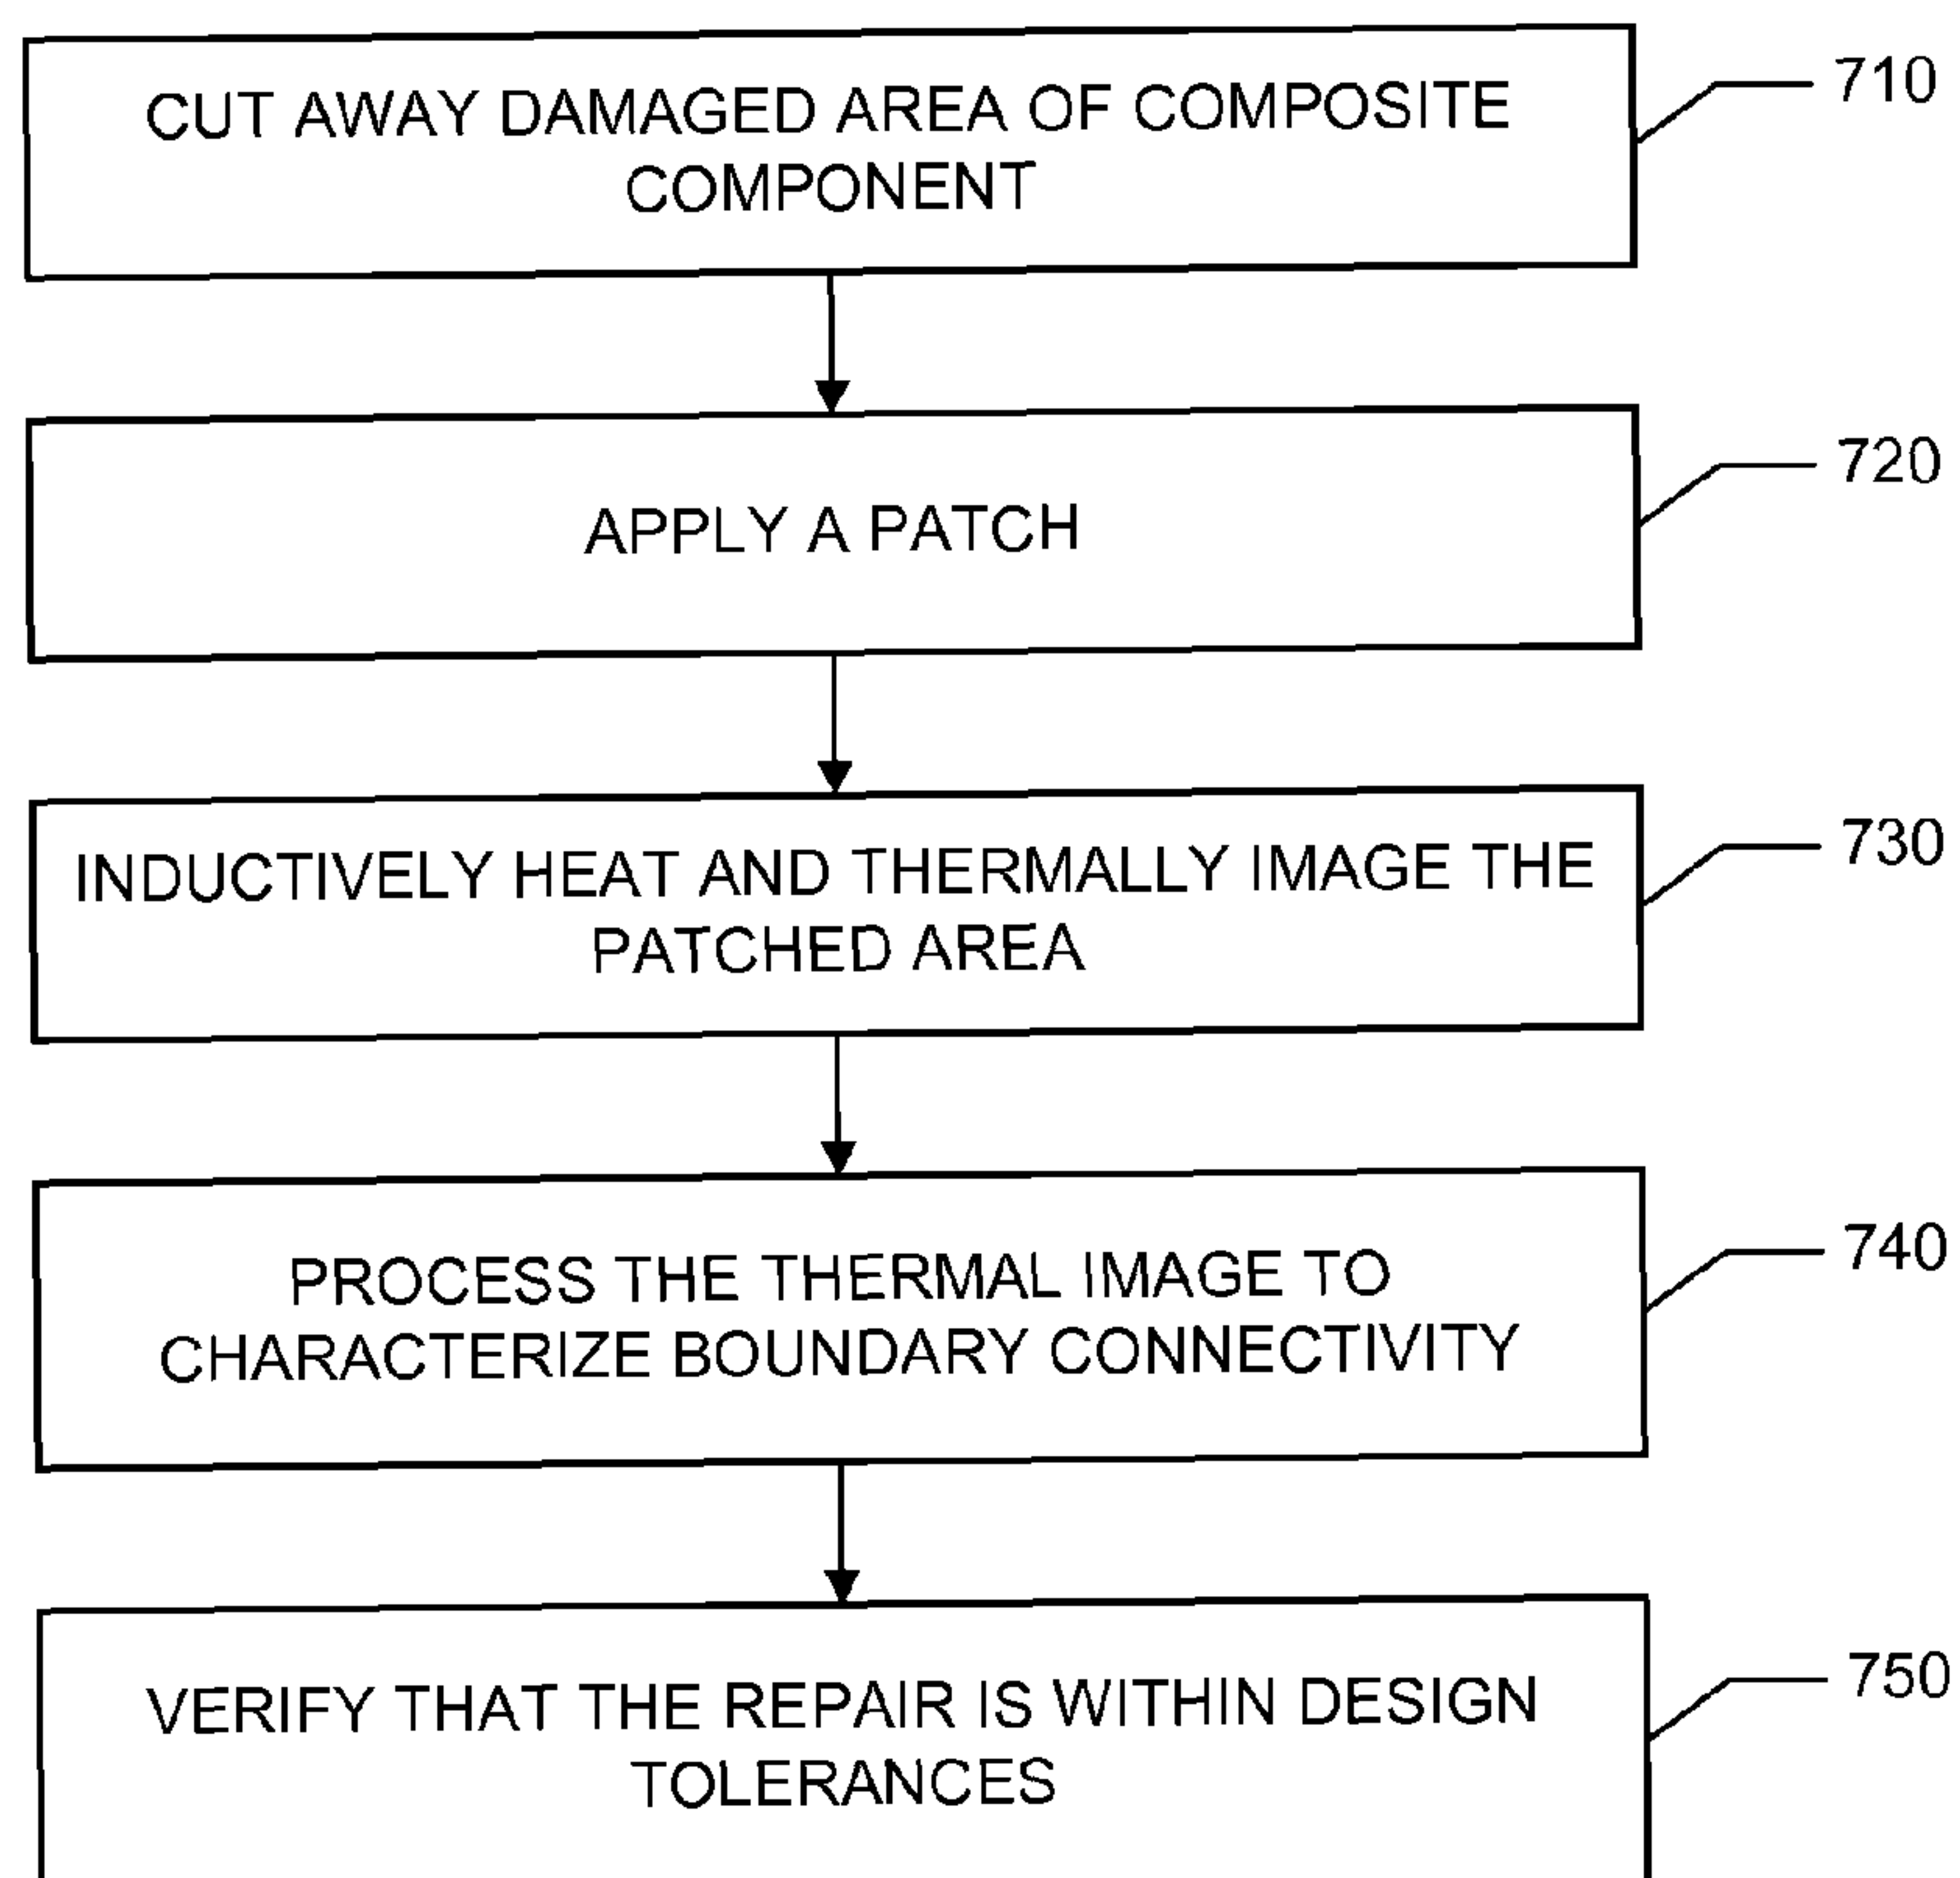 CUT AWAY DAMAGED AREA OF COMPOSITE
COMPONENT
710
APPLY A PATCH
720
INDUCTIVELY HEAT AND THERMALLY IMAGE THE
PATCHED AREA
730
PROCESS THE THERMAL IMAGE TO
CHARACTERIZE BOUNDARY CONNECTIVITY
740
VERIFY THAT THE REPAIR IS WITHIN DESIGN
TOLERANCES
750